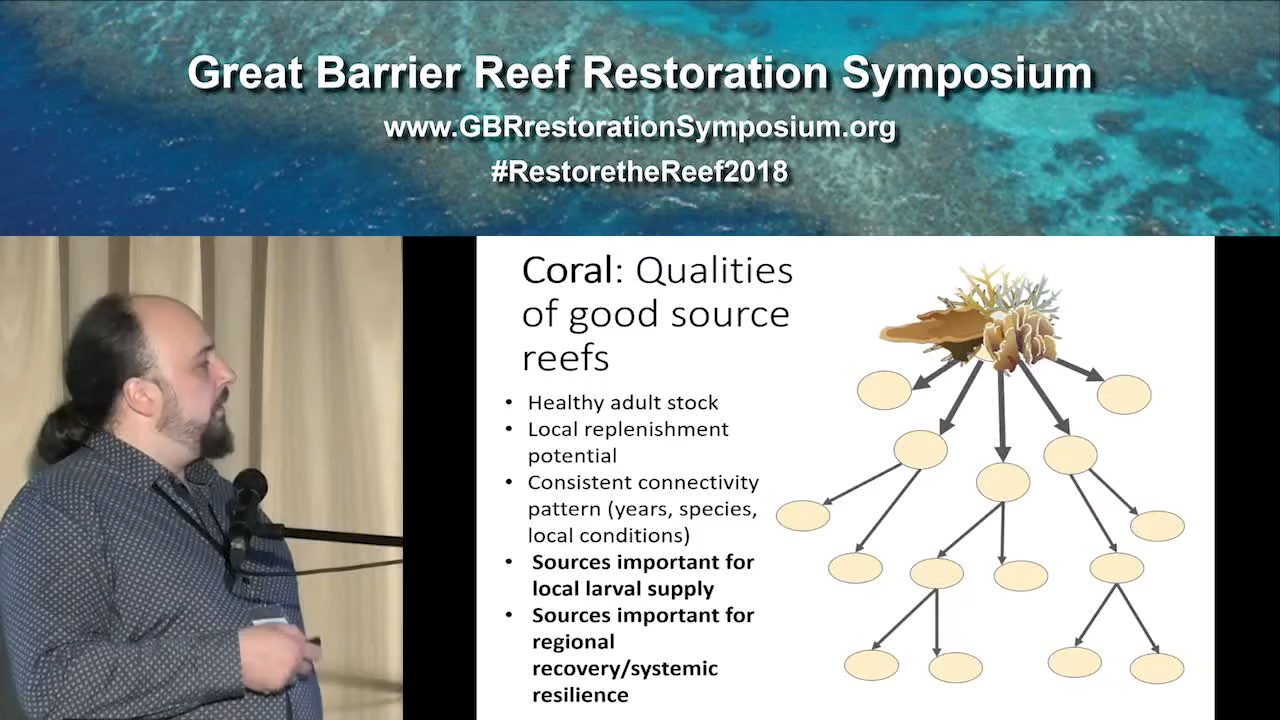 Great Barrier Reef Restoration Symposium
www.GBRrestorationSymposium.org
#RestoretheReef2018
Coral: Qualities
of good source
reefs
• Healthy adult stock
• Local replenishment
potential
• Consistent connectivity
pattern (years, species,
local conditions)
• Sources important for
local larval supply
• Sources important for
regional
recovery/systemic
resilience